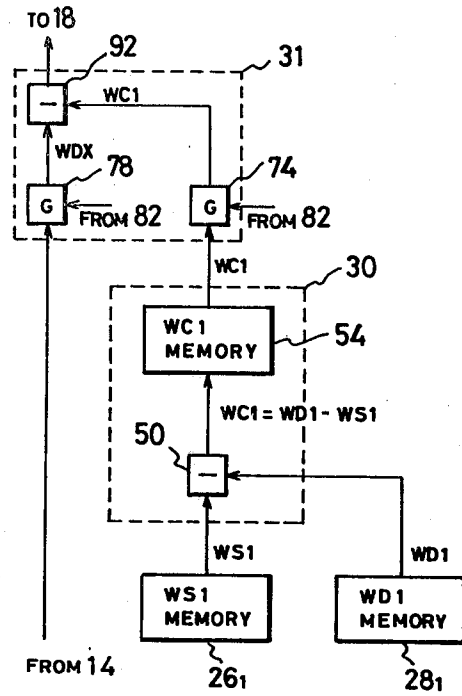 TO 18
92
31
—
WC1
WDX
78
74
G
G
FROM 82
FROM 82
WC1
30
WC1
MEMORY
54
WC1 = WD1 - WS1
50
—
WS1
WD1
WS1
MEMORY
WD1
MEMORY
FROM 14
26₁
28₁